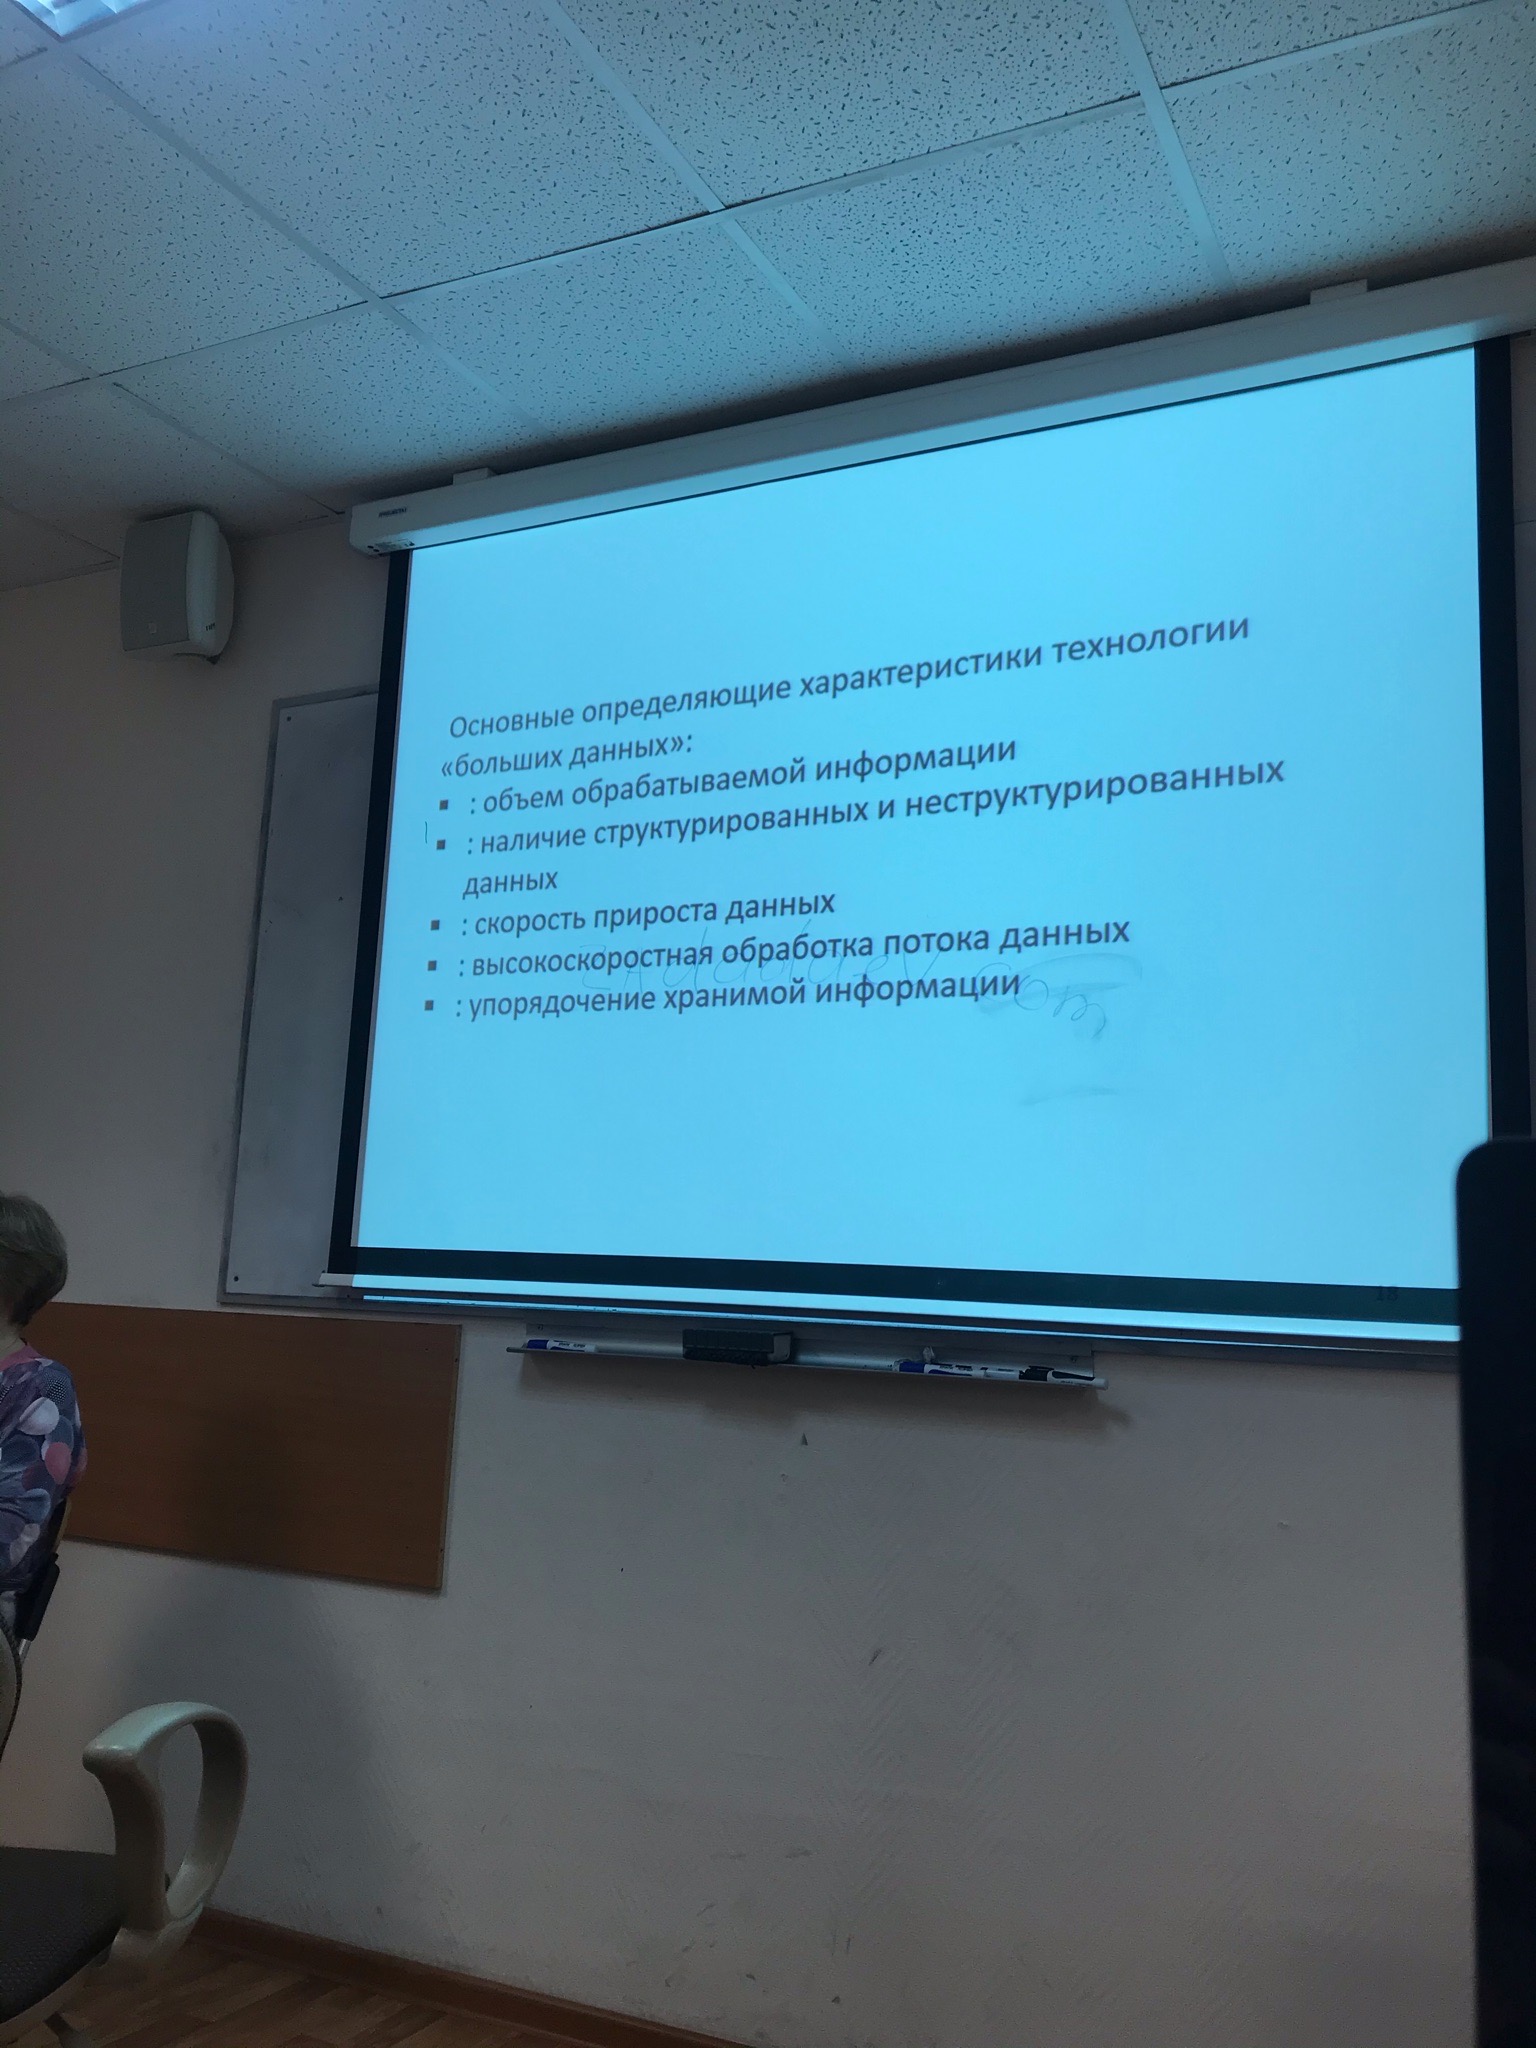 Основные определяющие характеристики технологии
«больших данных»:
▪ : объем обрабатываемой информации
▪ : наличие структурированных и неструктурированных
данных
▪ : скорость прироста данных
▪ : высокоскоростная обработка потока данных
▪ : упорядочение хранимой информации
18